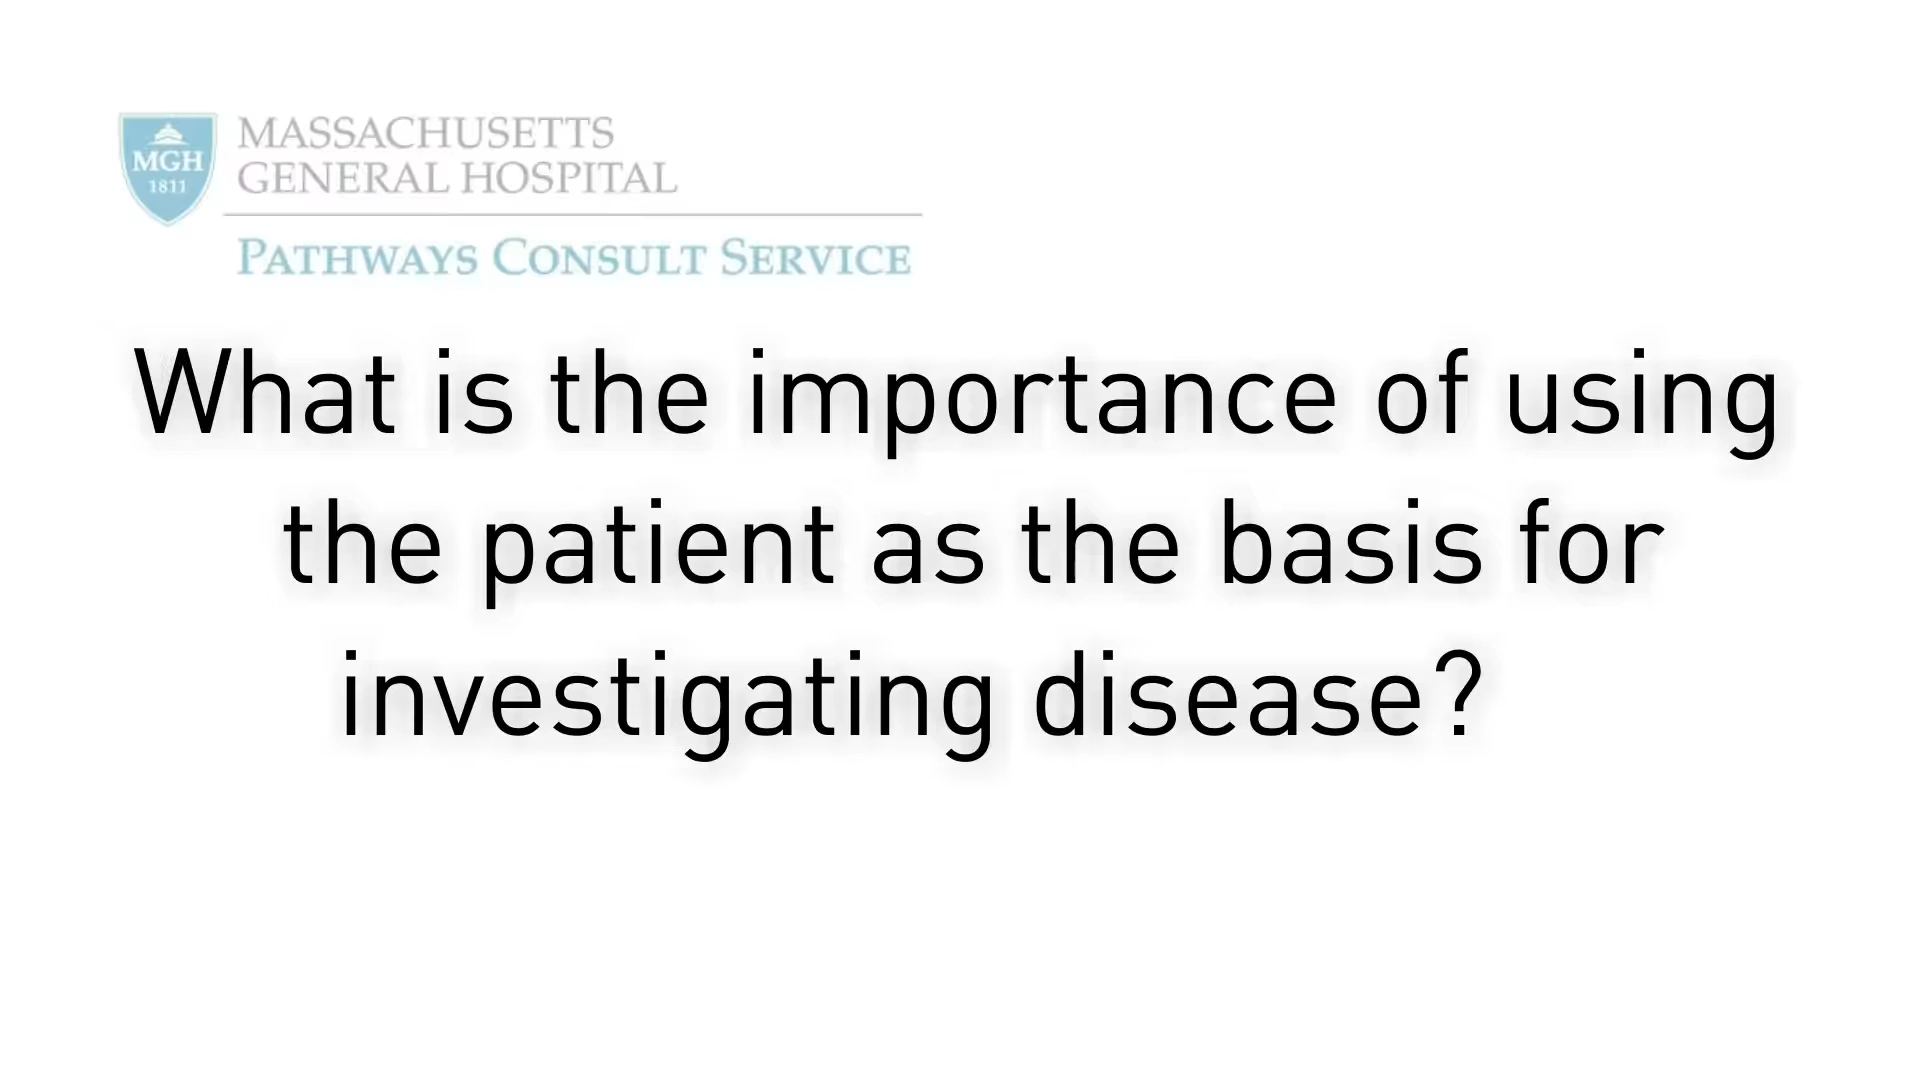 MGH
1811
MASSACHUSETTS
GENERAL HOSPITAL
PATHWAYS CONSULT SERVICE
What is the importance of using
the patient as the basis for
investigating disease?